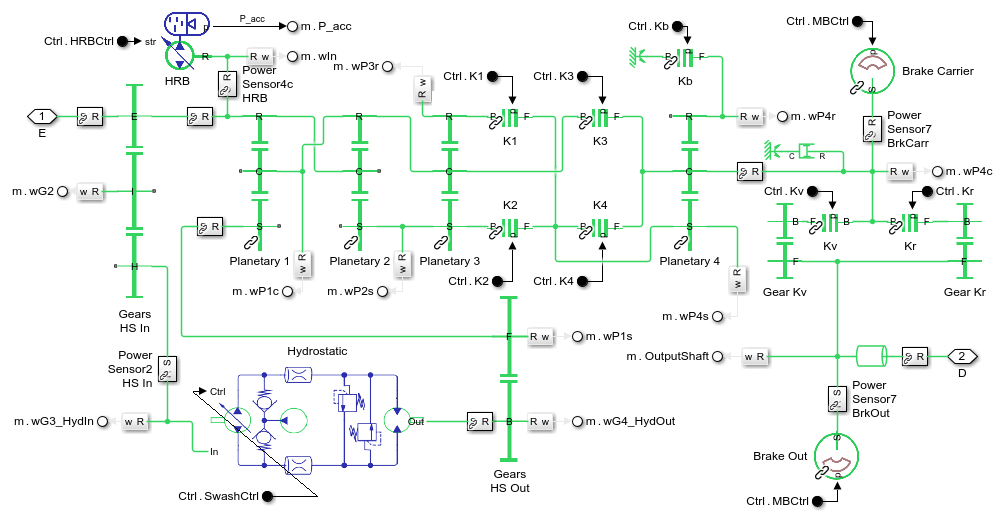 P_acc
m.P_acc
P
Ctrl.HRBCtrl
str
R
R w
m.wIn
HRB
R
Power
Sensor4c
HRB
m.wP3r
w R
Ctrl.K1
Ctrl.K3
Ctrl.Kb
P F
Kb
Ctrl.MBCtrl
Brake Carrier
S
1
E
R
E
R
R
R
R
P F
K1
P F
K3
R
R w
m.wP4r
R
Power
Sensor7
BrkCarr
m.wG2
w R
I
C
C
C
C
R
C R
R w
m.wP4c
Ctrl.Kv
Ctrl.Kr
R
S
S
S
K2
P F
K4
P F
S
B
F B
Kv
P F
Kr
B
H
Planetary 1
Planetary 2
Planetary 3
Planetary 4
w R
w R
w R
F
F
m.wP1c
m.wP2s
Ctrl.K2
Ctrl.K4
Gear Kv
Gear Kr
Gears
HS In
m.wP4s
F
R w
m.wP1s
Power
Sensor2
HS In
S
Hydrostatic
m.OutputShaft
w R
R
2
D
Ctrl
S
Power
Sensor7
BrkOut
m.wG3_HydIn
w R
In
Out
R
B
R w
m.wG4_HydOut
S
Brake Out
Gears
HS Out
Ctrl.SwashCtrl
Ctrl.MBCtrl